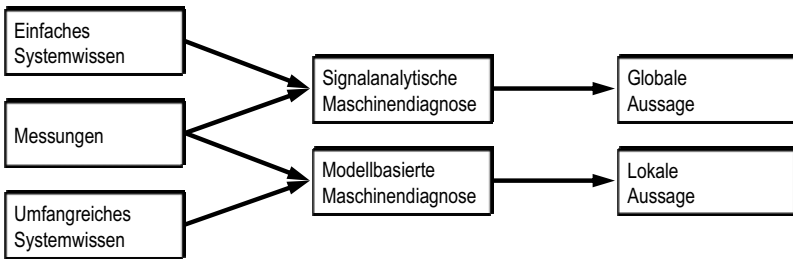 Einfaches
Systemwissen
Messungen
Umfangreiches
Systemwissen
Signalanalytische
Maschinendiagnose
Modellbasierte
Maschinendiagnose
Globale
Aussage
Lokale
Aussage